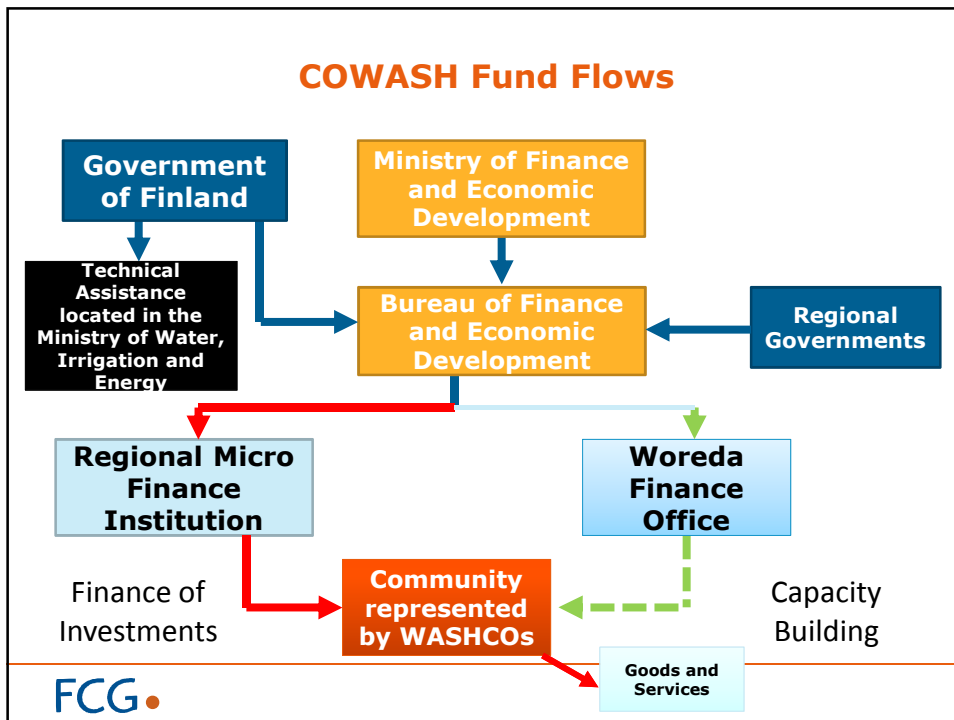 COWASH Fund Flows
Government
of Finland
Ministry of Finance
and Economic
Development
Technical
Assistance
located in the
Ministry of Water,
Irrigation and
Energy
Bureau of Finance
and Economic
Development
Regional
Governments
Regional Micro
Finance
Institution
Woreda
Finance
Office
Finance of
Investments
Community
represented
by WASHCOs
Capacity
Building
Goods and
Services
FCG